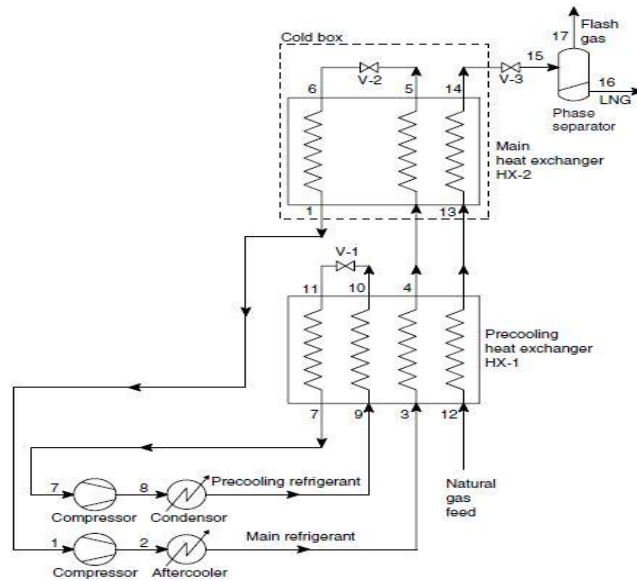 17
Flash
gas
Cold box
15
V-3
16
LNG
Phase
separator
6
V-2
5
14
Main
heat exchanger
HX-2
1
13
V-1
11
10
4
Precooling
heat exchanger
HX-1
7
9
3
12
Natural
gas
feed
7
8
Precooling refrigerant
Compressor
Condensor
1
2
Main refrigerant
Compressor
Aftercooler